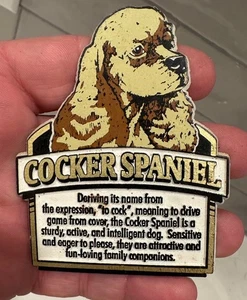 COCKER SPANIEL
Deriving its name from
the expression, "to cock", meaning to drive
game from cover, the Cocker Spaniel is a
sturdy, active, and intelligent dog. Sensitive
and eager to please, they are attractive and
fun-loving family companions.